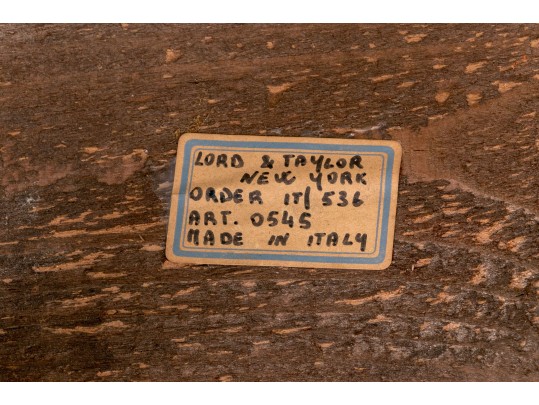 LORD & TAYLOR
NEW YORK
ORDER IT/536
ART. 0545
MADE IN ITALY